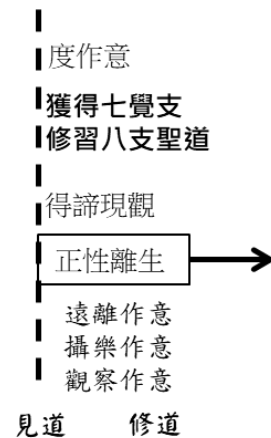 度作意
獲得七覺支
修習八支聖道
得諦現觀
正性離生
遠離作意
攝樂作意
觀察作意
見道 修道